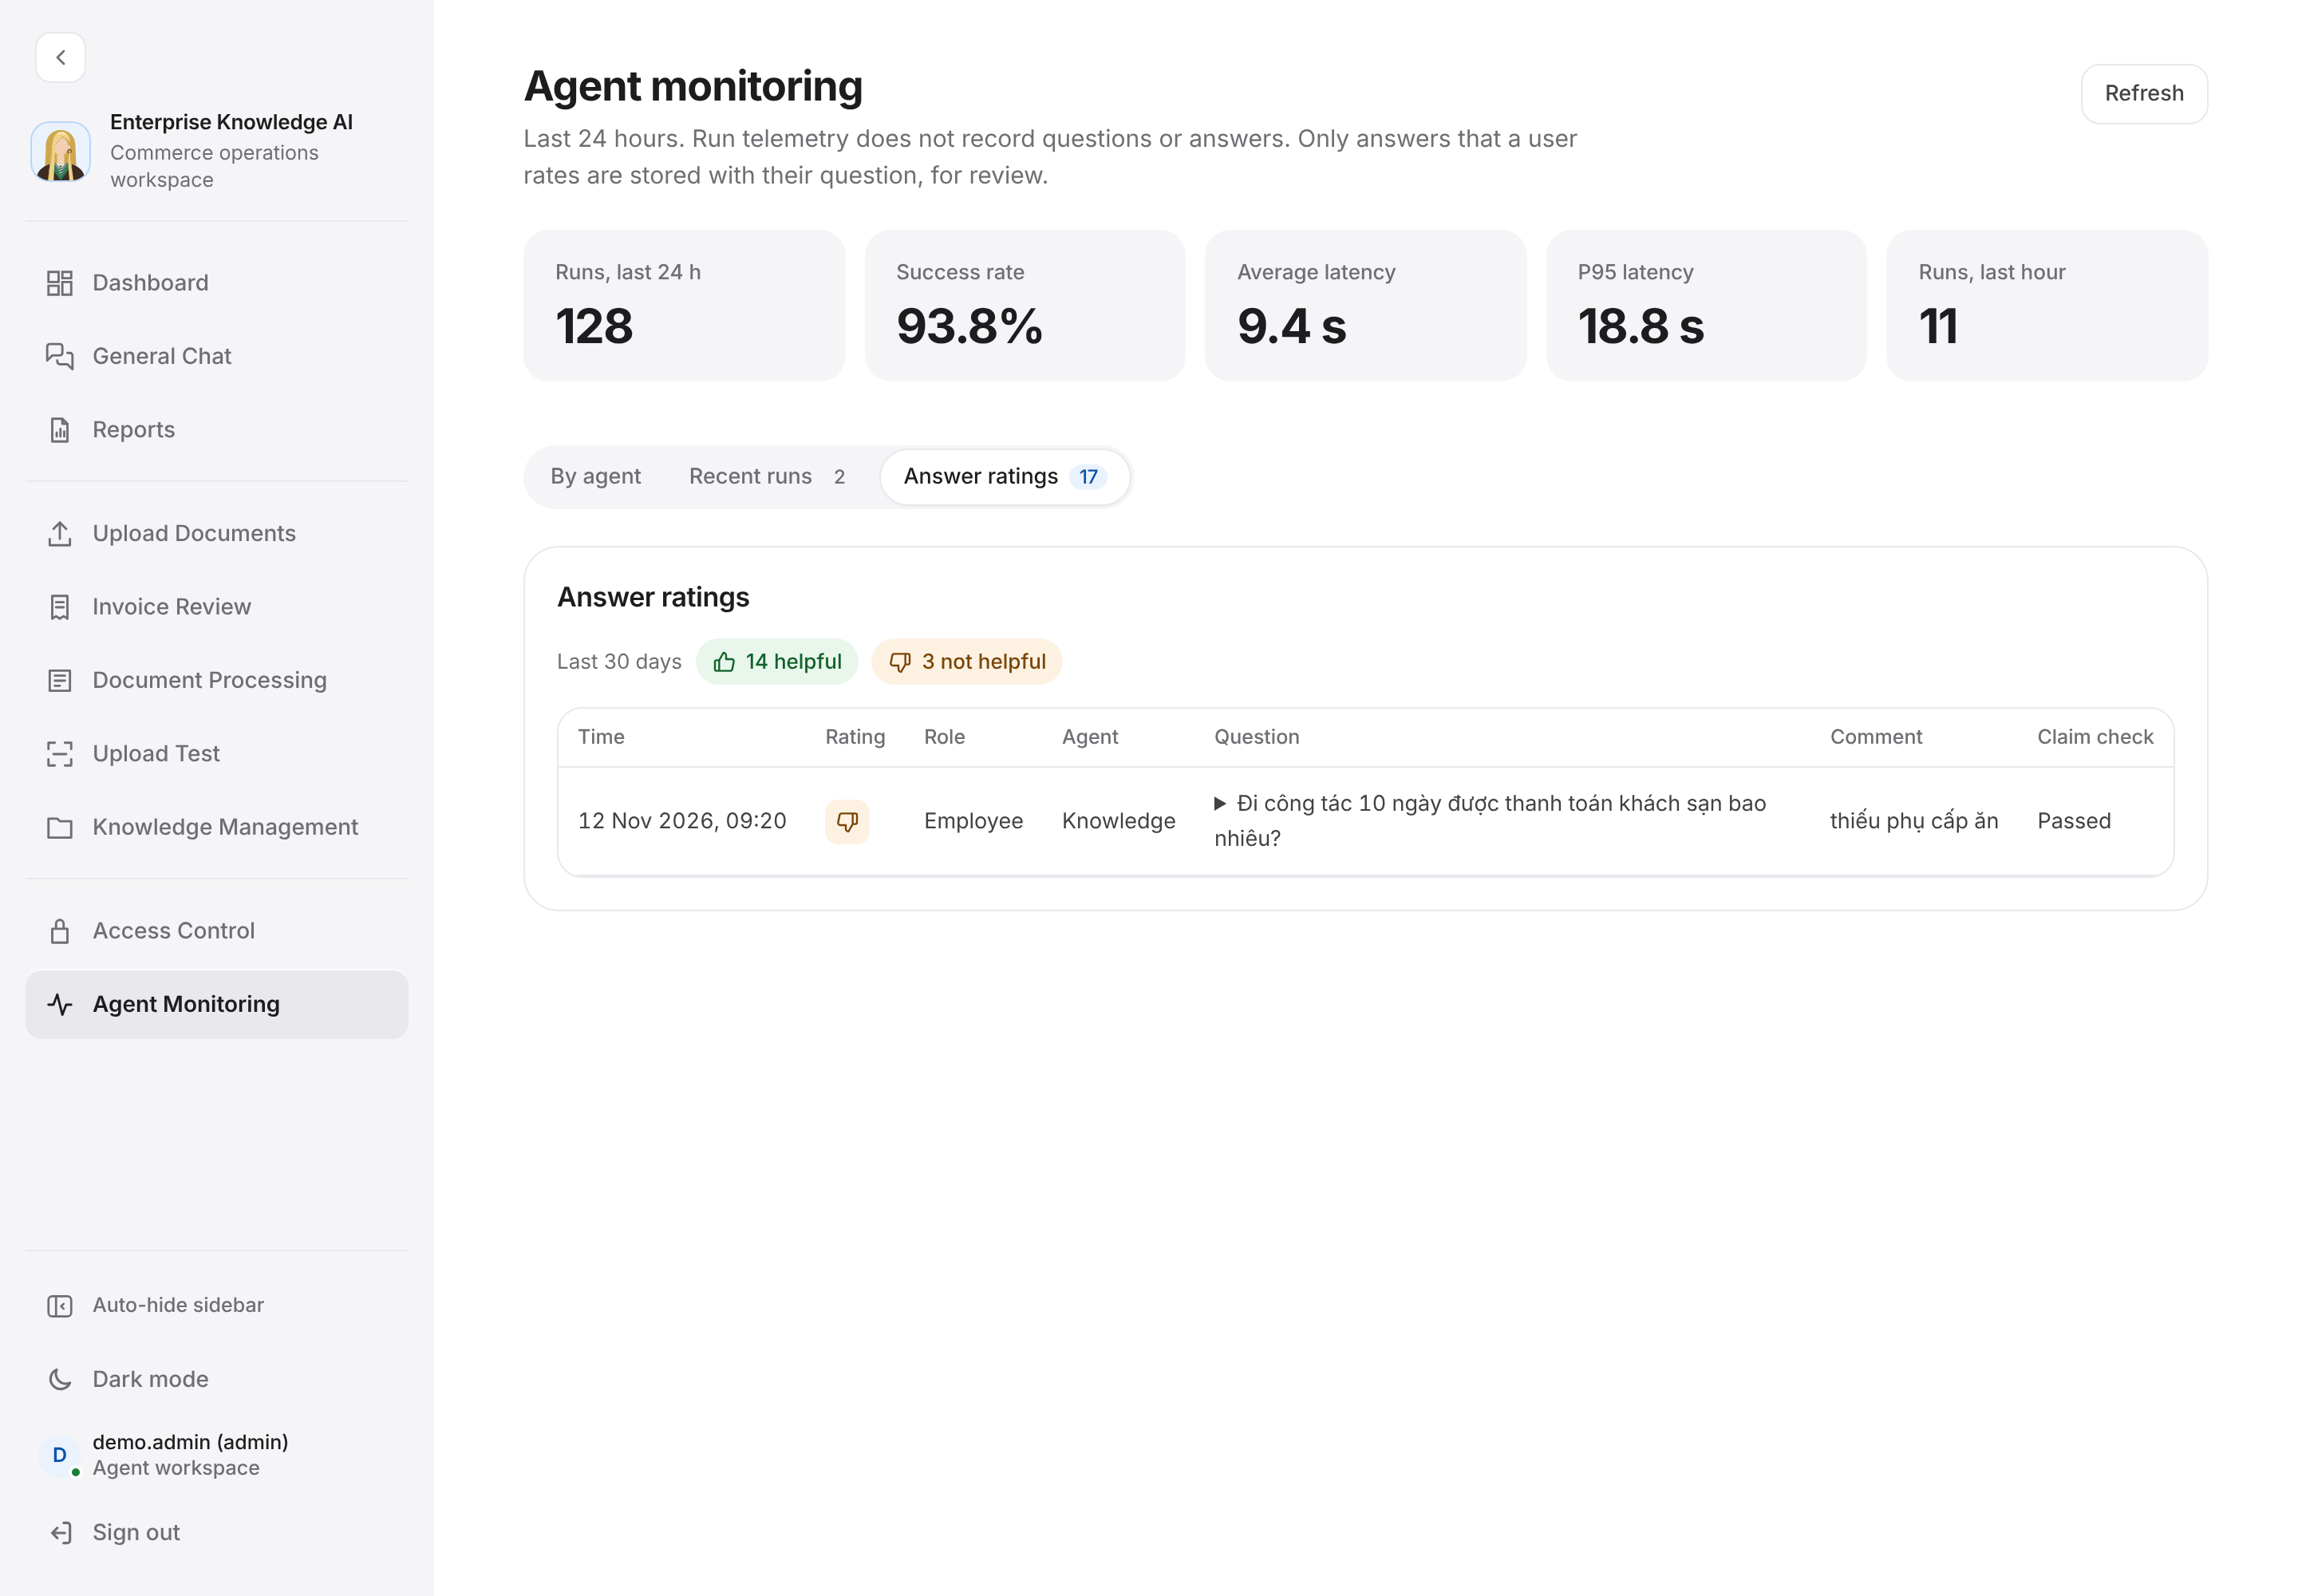 Enterprise Knowledge AI
Commerce operations
workspace
Dashboard
General Chat
Reports
Upload Documents
Invoice Review
Document Processing
Upload Test
Knowledge Management
Access Control
Agent Monitoring
Auto-hide sidebar
Dark mode
D
demo.admin (admin)
Agent workspace
Sign out
Agent monitoring
Refresh
Last 24 hours. Run telemetry does not record questions or answers. Only answers that a user
rates are stored with their question, for review.
Runs, last 24 h
128
Success rate
93.8%
Average latency
9.4 s
P95 latency
18.8 s
Runs, last hour
11
By agent
Recent runs 2
Answer ratings 17
Answer ratings
Last 30 days 14 helpful 3 not helpful
Time Rating Role Agent Question Comment Claim check
12 Nov 2026, 09:20 Employee Knowledge Đi công tác 10 ngày được thanh toán khách sạn bao
nhiêu? thiếu phụ cấp ăn Passed